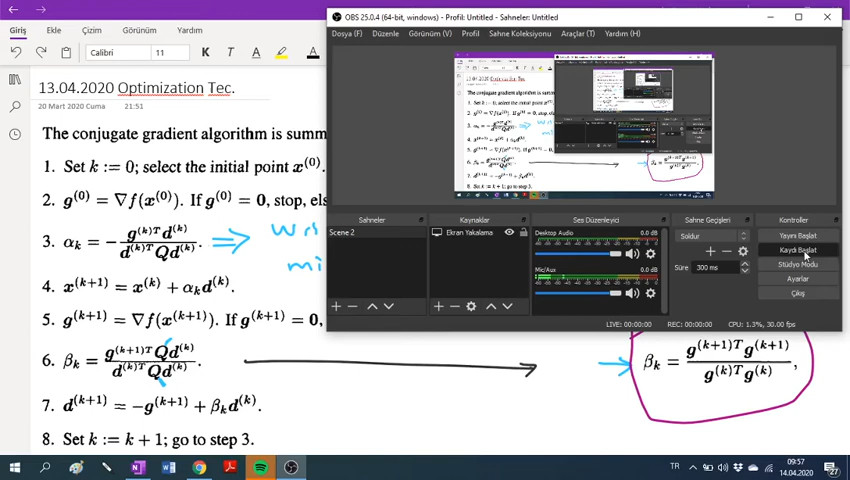 Giriş Ekle Çizim Görünüm Yardım
Calibri 11 K T A
13.04.2020 Optimization Tec.
20 Mart 2020 Cuma 21:51
The conjugate gradient algorithm is summ
1. Set k := 0; select the initial point x^(0).
2. g^(0) = ∇f(x^(0)). If g^(0) = 0, stop, els
3. α_k = − g^(k)T d^(k) / d^(k)T Q d^(k).
4. x^(k+1) = x^(k) + α_k d^(k).
5. g^(k+1) = ∇f(x^(k+1)). If g^(k+1) = 0,
6. β_k = g^(k+1)T Q d^(k) / d^(k)T Q d^(k).
7. d^(k+1) = −g^(k+1) + β_k d^(k).
8. Set k := k + 1; go to step 3.
β_k = g^(k+1)T g^(k+1) / g^(k)T g^(k),
OBS 25.0.4 (64-bit, windows) - Profil: Untitled - Sahneler: Untitled
Dosya (F) Düzenle Görünüm (V) Profil Sahne Koleksiyonu Araçlar (T) Yardım (H)
13.04.2020 Optimization Tec.
Sahneler
Scene 2
Kaynaklar
Ekran Yakalama
Ses Düzenleyici
Desktop Audio 0.0 dB
Mic/Aux 0.0 dB
Sahne Geçişleri
Soldur
Süre 300 ms
Kontroller
Yayını Başlat
Kaydı Başlat
Stüdyo Modu
Ayarlar
Çıkış
LIVE: 00:00:00 REC: 00:00:00 CPU: 1.3%, 30.00 fps
TR 09:57
14.04.2020
27